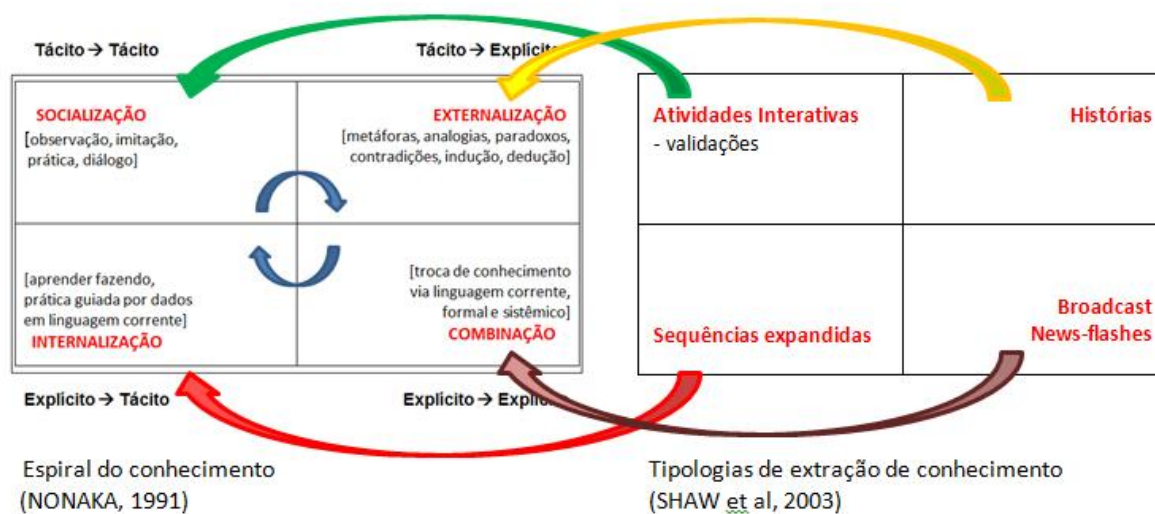 Tácito → Tácito
Tácito → Explícito
SOCIALIZAÇÃO
[observação, imitação,
prática, diálogo]
EXTERNALIZAÇÃO
[metáforas, analogias, paradoxos,
contradições, indução, dedução]
[aprender fazendo,
prática guiada por dados
em linguagem corrente]
INTERNALIZAÇÃO
[troca de conhecimento
via linguagem corrente,
formal e sistêmico]
COMBINAÇÃO
Explícito → Tácito
Explícito → Explícito
Espiral do conhecimento
(NONAKA, 1991)
Atividades Interativas
- validações
Histórias
Sequências expandidas
Broadcast
News-flashes
Tipologias de extração de conhecimento
(SHAW et al, 2003)